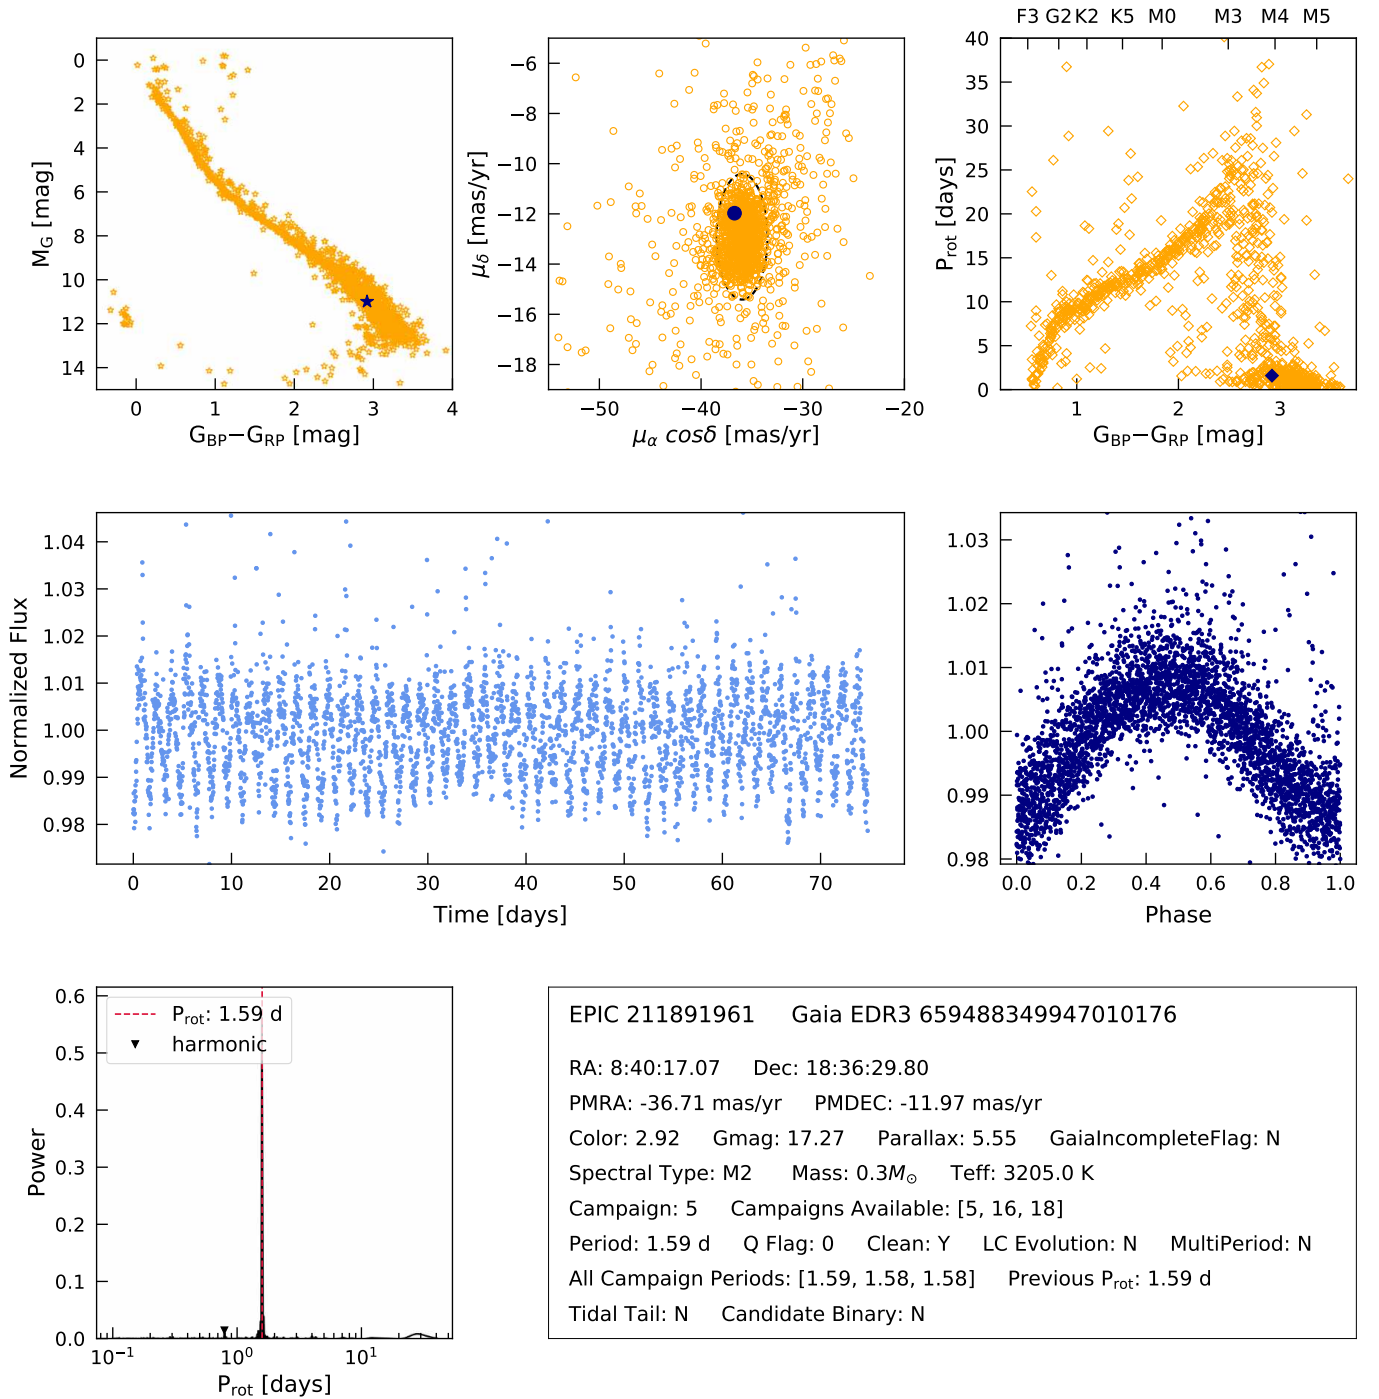 F3 G2 K2 K5 M0 M3 M4 M5
0 2 4 6 8 10 12 14
M_G [mag]
0 1 2 3 4
G_BP−G_RP [mag]
−6 −8 −10 −12 −14 −16 −18
μ_δ [mas/yr]
−50 −40 −30 −20
μ_α cosδ [mas/yr]
40 35 30 25 20 15 10 5 0
P_rot [days]
1 2 3
G_BP−G_RP [mag]
1.04 1.03 1.02 1.01 1.00 0.99 0.98
Normalized Flux
0 10 20 30 40 50 60 70
Time [days]
1.03 1.02 1.01 1.00 0.99 0.98
0.0 0.2 0.4 0.6 0.8 1.0
Phase
0.6 0.5 0.4 0.3 0.2 0.1 0.0
Power
P_rot: 1.59 d
harmonic
10^−1 10^0 10^1
P_rot [days]
EPIC 211891961 Gaia EDR3 659488349947010176
RA: 8:40:17.07 Dec: 18:36:29.80
PMRA: -36.71 mas/yr PMDEC: -11.97 mas/yr
Color: 2.92 Gmag: 17.27 Parallax: 5.55 GaiaIncompleteFlag: N
Spectral Type: M2 Mass: 0.3M_⊙ Teff: 3205.0 K
Campaign: 5 Campaigns Available: [5, 16, 18]
Period: 1.59 d Q Flag: 0 Clean: Y LC Evolution: N MultiPeriod: N
All Campaign Periods: [1.59, 1.58, 1.58] Previous P_rot: 1.59 d
Tidal Tail: N Candidate Binary: N